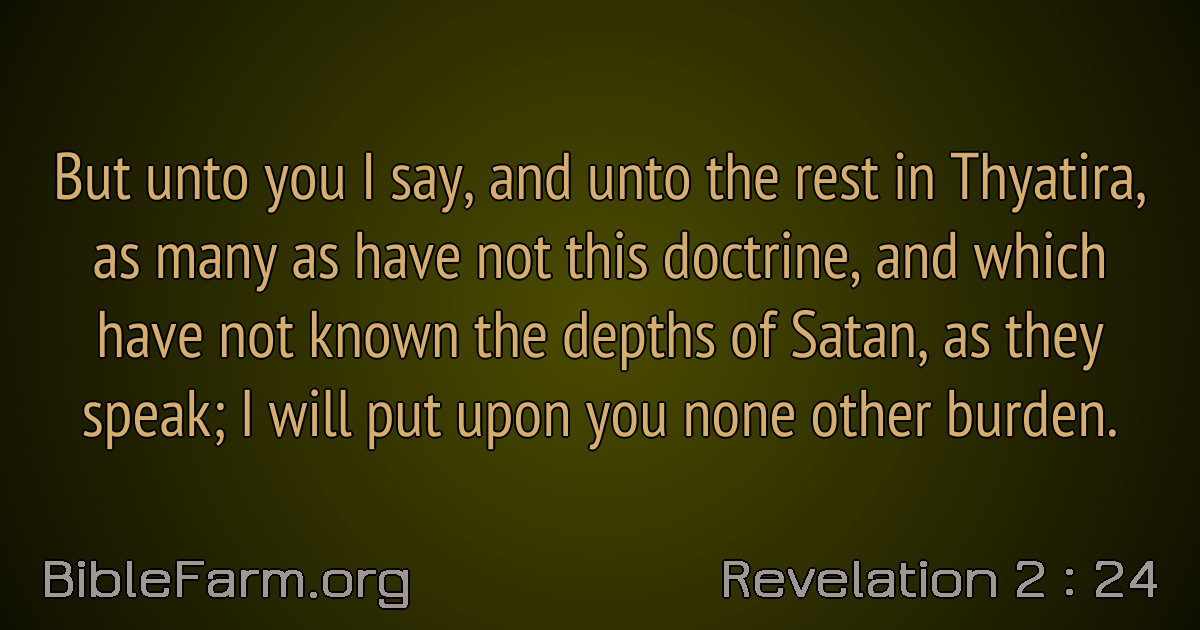 But unto you I say, and unto the rest in Thyatira,
as many as have not this doctrine, and which
have not known the depths of Satan, as they
speak; I will put upon you none other burden.
BibleFarm.org
Revelation 2 : 24